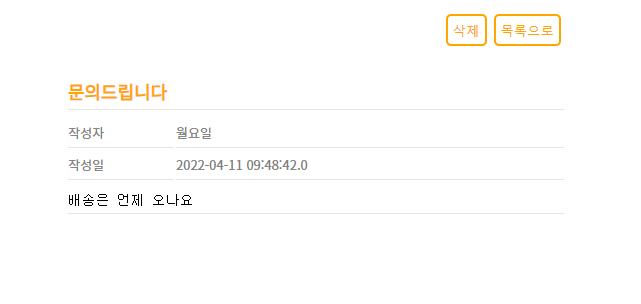 삭제 목록으로
문의드립니다
작성자 월요일
작성일 2022-04-11 09:48:42.0
배송은 언제 오나요